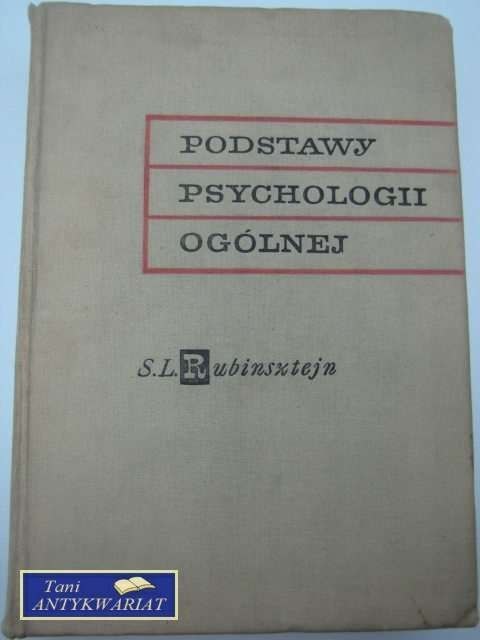 PODSTAWY
PSYCHOLOGII
OGÓLNEJ
S.L. Rubinsztejn
Tani
ANTYKWARIAT